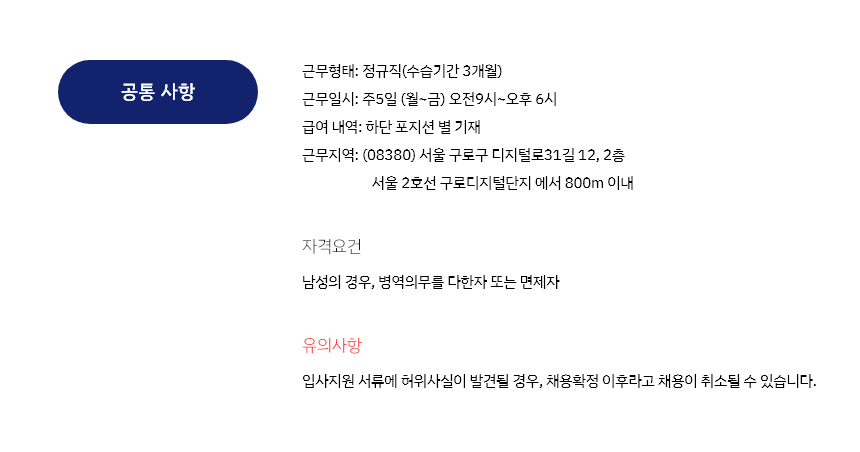 공통 사항
근무형태: 정규직(수습기간 3개월)
근무일시: 주5일 (월~금) 오전9시~오후 6시
급여 내역: 하단 포지션 별 기재
근무지역: (08380) 서울 구로구 디지털로31길 12, 2층
서울 2호선 구로디지털단지 에서 800m 이내
자격요건
남성의 경우, 병역의무를 다한자 또는 면제자
유의사항
입사지원 서류에 허위사실이 발견될 경우, 채용확정 이후라고 채용이 취소될 수 있습니다.